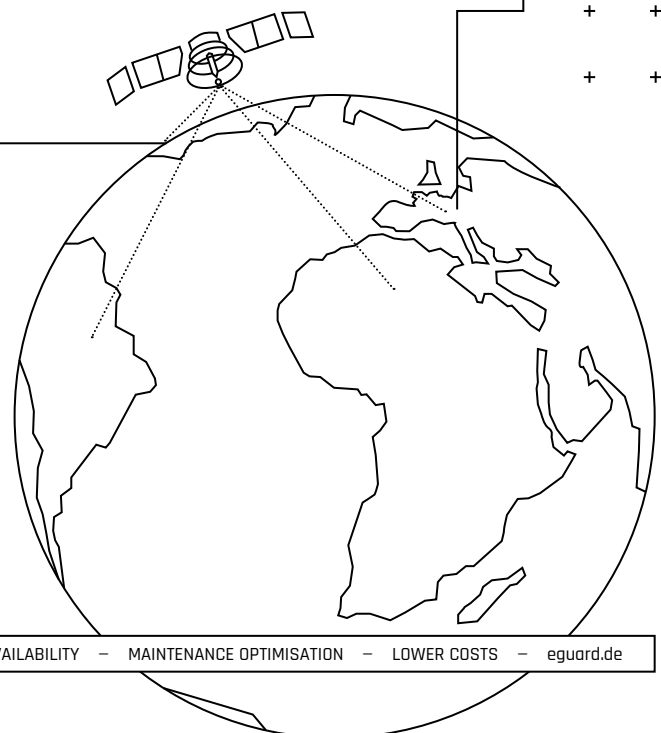 AILABILITY – MAINTENANCE OPTIMISATION – LOWER COSTS – eguard.de